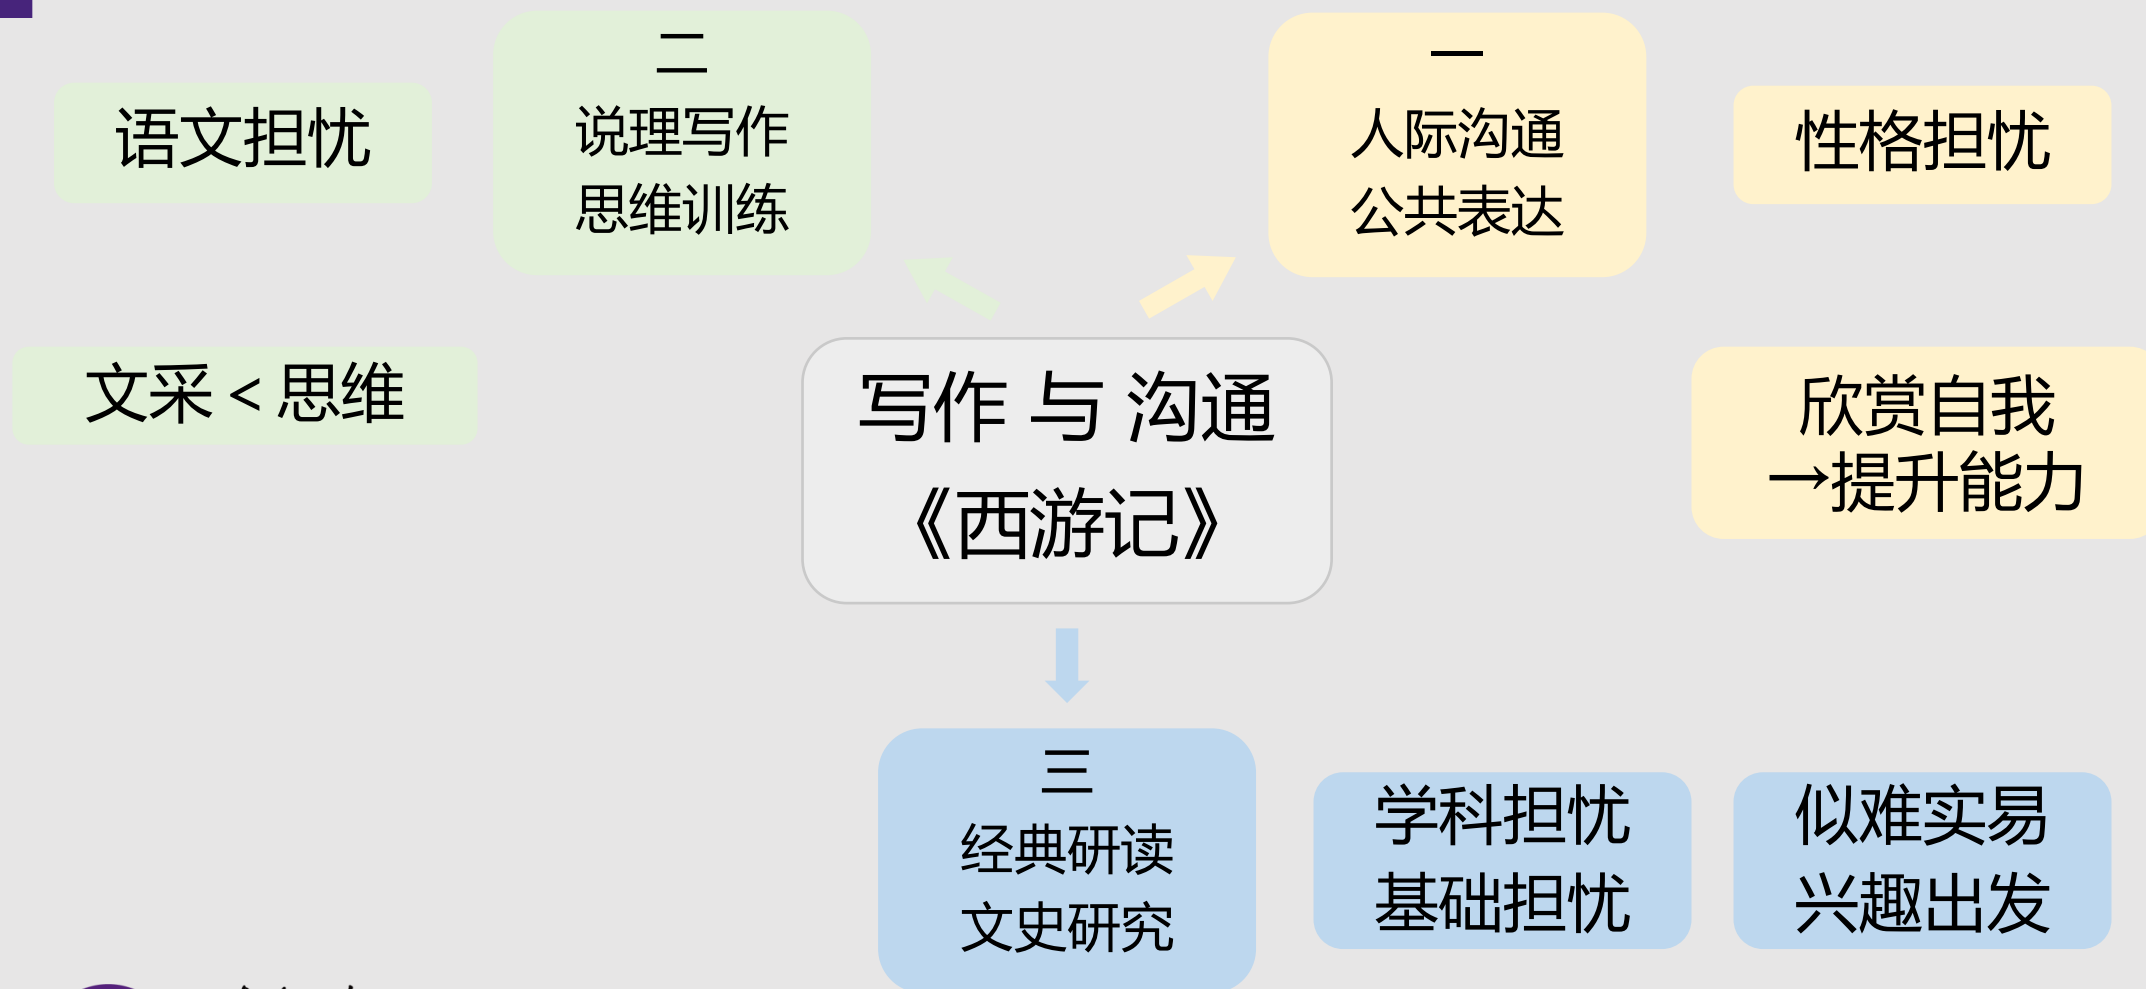 二
说理写作
思维训练
语文担忧
文采 < 思维
一
人际沟通
公共表达
性格担忧
欣赏自我
→提升能力
写作 与 沟通
《西游记》
三
经典研读
文史研究
学科担忧
基础担忧
似难实易
兴趣出发